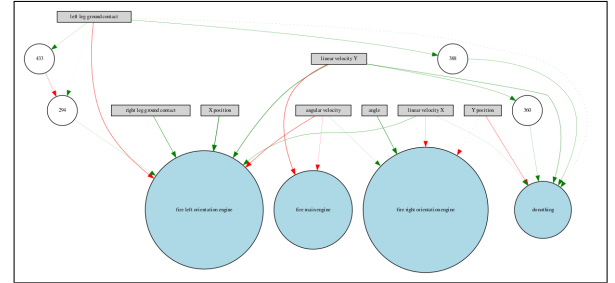 left leg ground contact
433
388
linear velocity Y
294
right leg ground contact
X position
angular velocity
angle
linear velocity X
Y position
360
fire left orientation engine
fire main engine
fire right orientation engine
do nothing